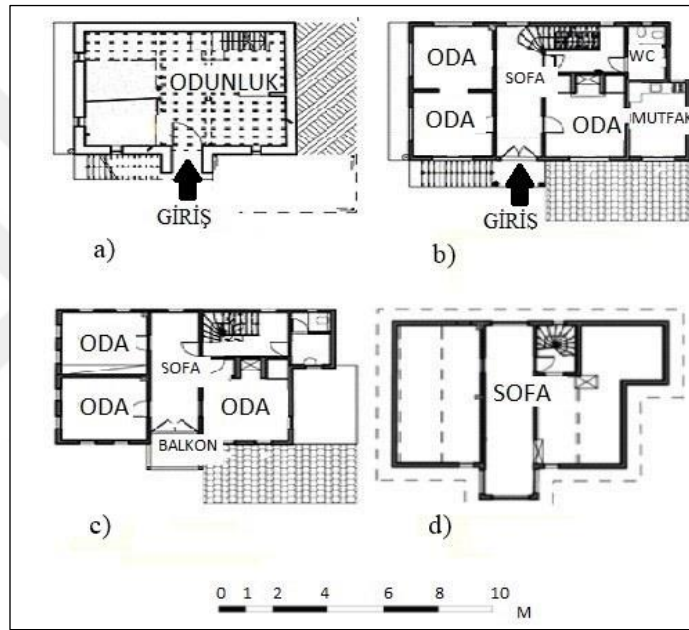 ODUNLUK
GİRİŞ
a)
ODA
SOFA
WC
ODA
ODA
MUTFAK
GİRİŞ
b)
ODA
SOFA
ODA
ODA
BALKON
c)
SOFA
d)
0 1 2 4 6 8 10
M